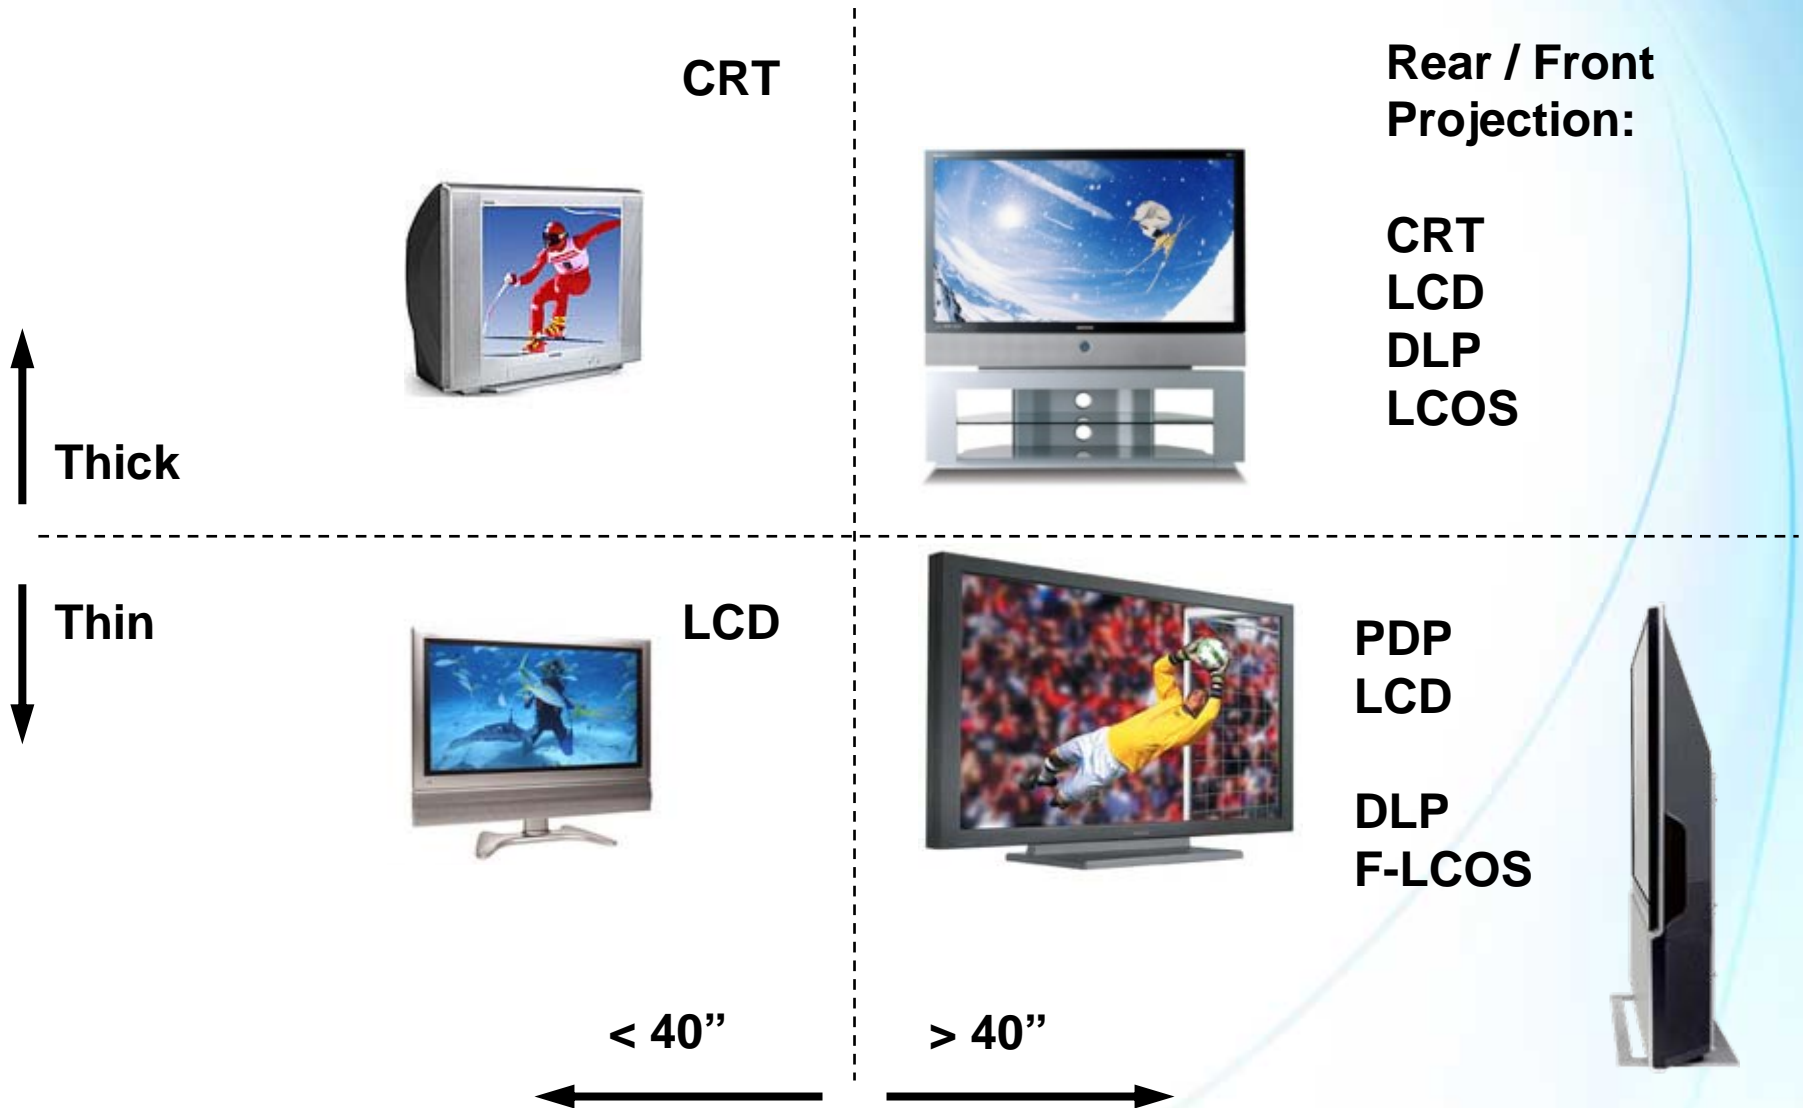 CRT
Rear / Front
Projection:
CRT
LCD
DLP
LCOS
Thick
Thin
LCD
PDP
LCD
DLP
F-LCOS
< 40”
> 40”